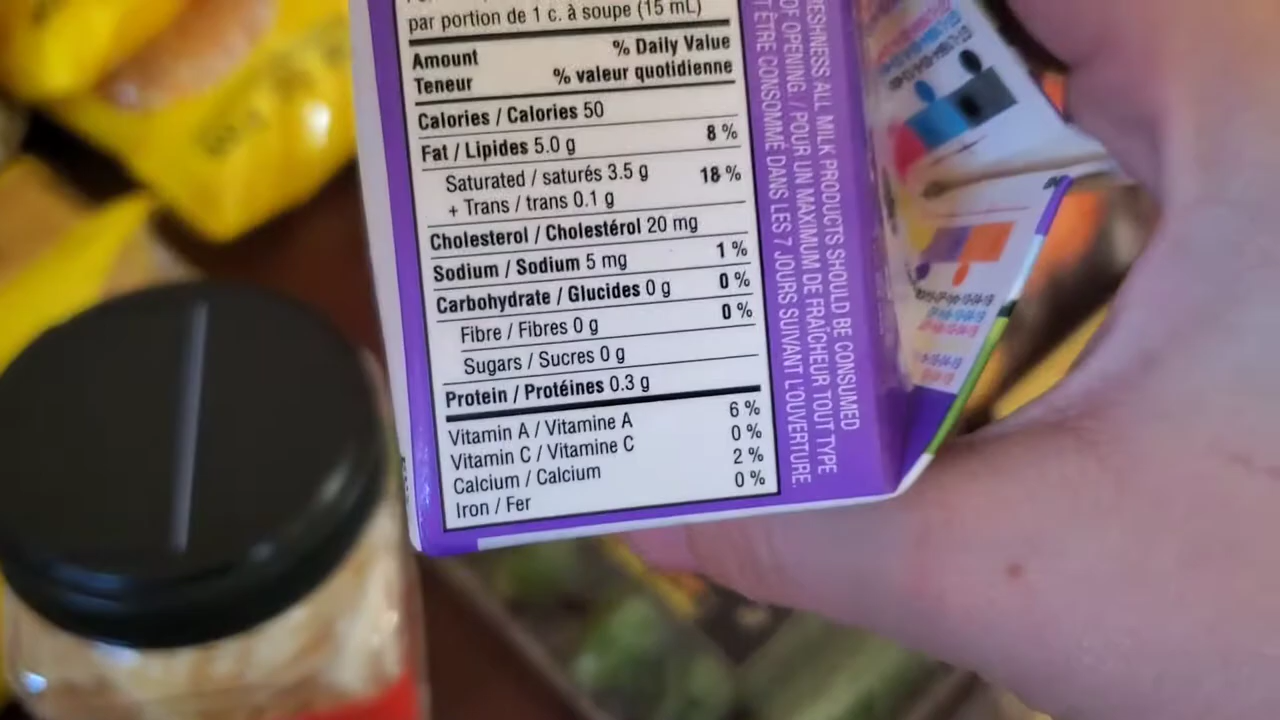 par portion de 1 c. à soupe (15 mL)
Amount % Daily Value
Teneur % valeur quotidienne
Calories / Calories 50
Fat / Lipides 5.0 g 8 %
Saturated / saturés 3.5 g 18 %
+ Trans / trans 0.1 g
Cholesterol / Cholestérol 20 mg
Sodium / Sodium 5 mg 1 %
Carbohydrate / Glucides 0 g 0 %
Fibre / Fibres 0 g 0 %
Sugars / Sucres 0 g
Protein / Protéines 0.3 g
Vitamin A / Vitamine A 6 %
Vitamin C / Vitamine C 0 %
Calcium / Calcium 2 %
Iron / Fer 0 %
ALL MILK PRODUCTS SHOULD BE CONSUMED
OF OPENING. / POUR UN MAXIMUM DE FRAÎCHEUR TOUT TYPE
ÊTRE CONSOMMÉ DANS LES 7 JOURS SUIVANT L'OUVERTURE.